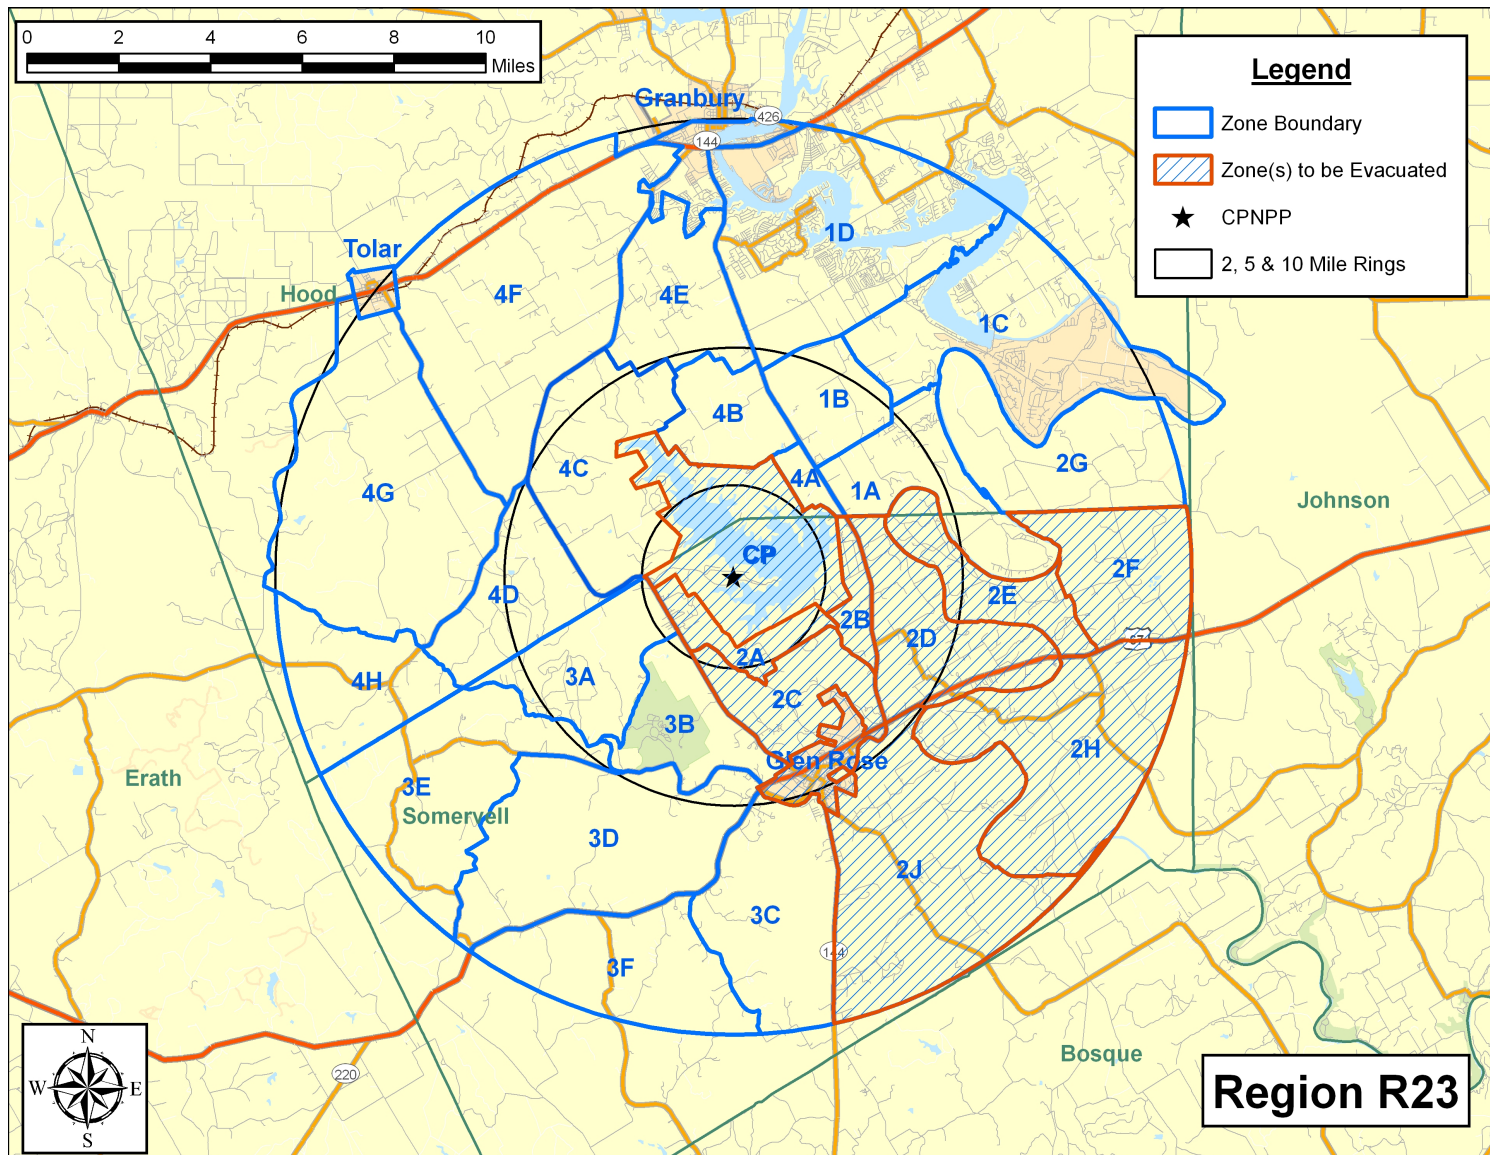 0 2 4 6 8 10
Miles
Legend
Zone Boundary
Zone(s) to be Evacuated
CPNPP
2, 5 & 10 Mile Rings
Granbury
426
144
1D
Tolar
Hood
4F
4E
1C
4B
1B
4C
4A
1A
2G
4G
Johnson
CP
2F
4D
2B
2E
2D
67
2A
3A
4H
2C
3B
2H
Glen Rose
Erath
3E
Somervell
3D
2J
3C
144
3F
Bosque
220
N
W E
S
Region R23